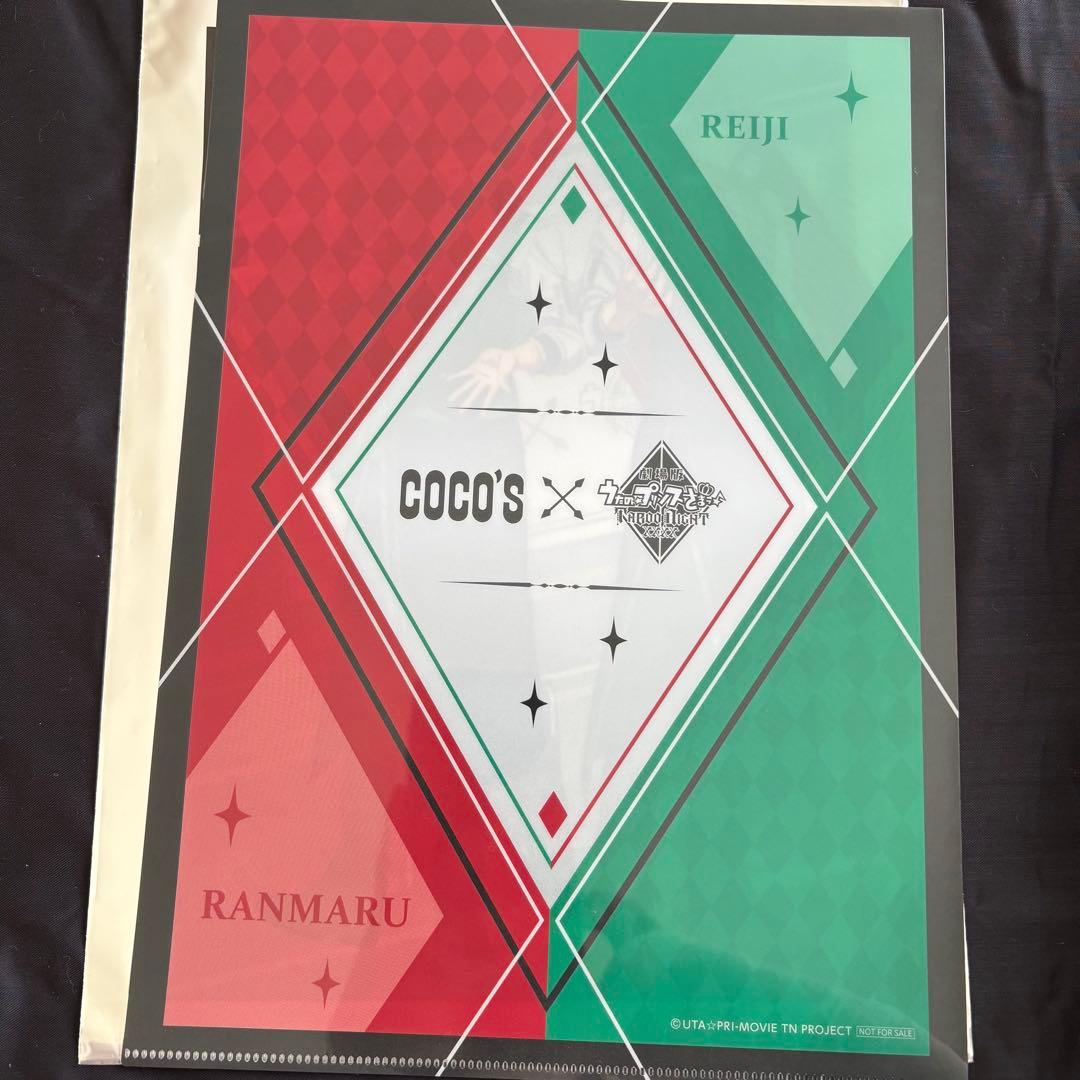 REIJI
COCO'S
劇場版
うたの☆プリンスさまっ♪
TABOO NIGHT
XXXX
RANMARU
©UTA☆PRI-MOVIE TN PROJECT
NOT FOR SALE